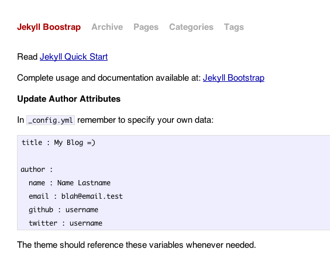 Jekyll Boostrap Archive Pages Categories Tags
Read Jekyll Quick Start
Complete usage and documentation available at: Jekyll Bootstrap
Update Author Attributes
In _config.yml remember to specify your own data:
title : My Blog =)
author :
name : Name Lastname
email : blah@email.test
github : username
twitter : username
The theme should reference these variables whenever needed.